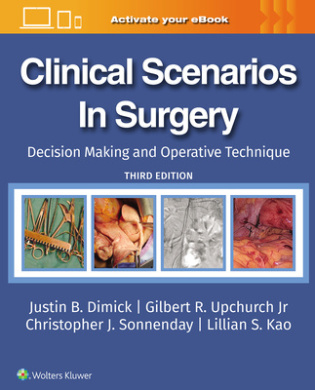 Activate your eBook
Clinical Scenarios
In Surgery
Decision Making and Operative Technique
THIRD EDITION
Justin B. Dimick | Gilbert R. Upchurch Jr
Christopher J. Sonnenday | Lillian S. Kao
Wolters Kluwer